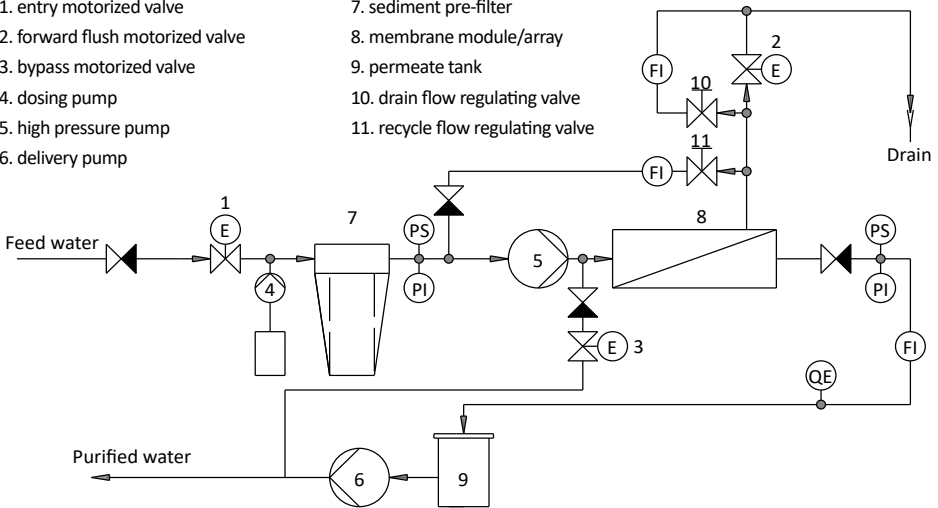 1. entry motorized valve
2. forward flush motorized valve
3. bypass motorized valve
4. dosing pump
5. high pressure pump
6. delivery pump
7. sediment pre-filter
8. membrane module/array
9. permeate tank
10. drain flow regulating valve
11. recycle flow regulating valve
2
FI
E
10
Drain
11
FI
1
7
8
E
PS
PS
Feed water
5
4
PI
PI
E
3
FI
QE
Purified water
6
9